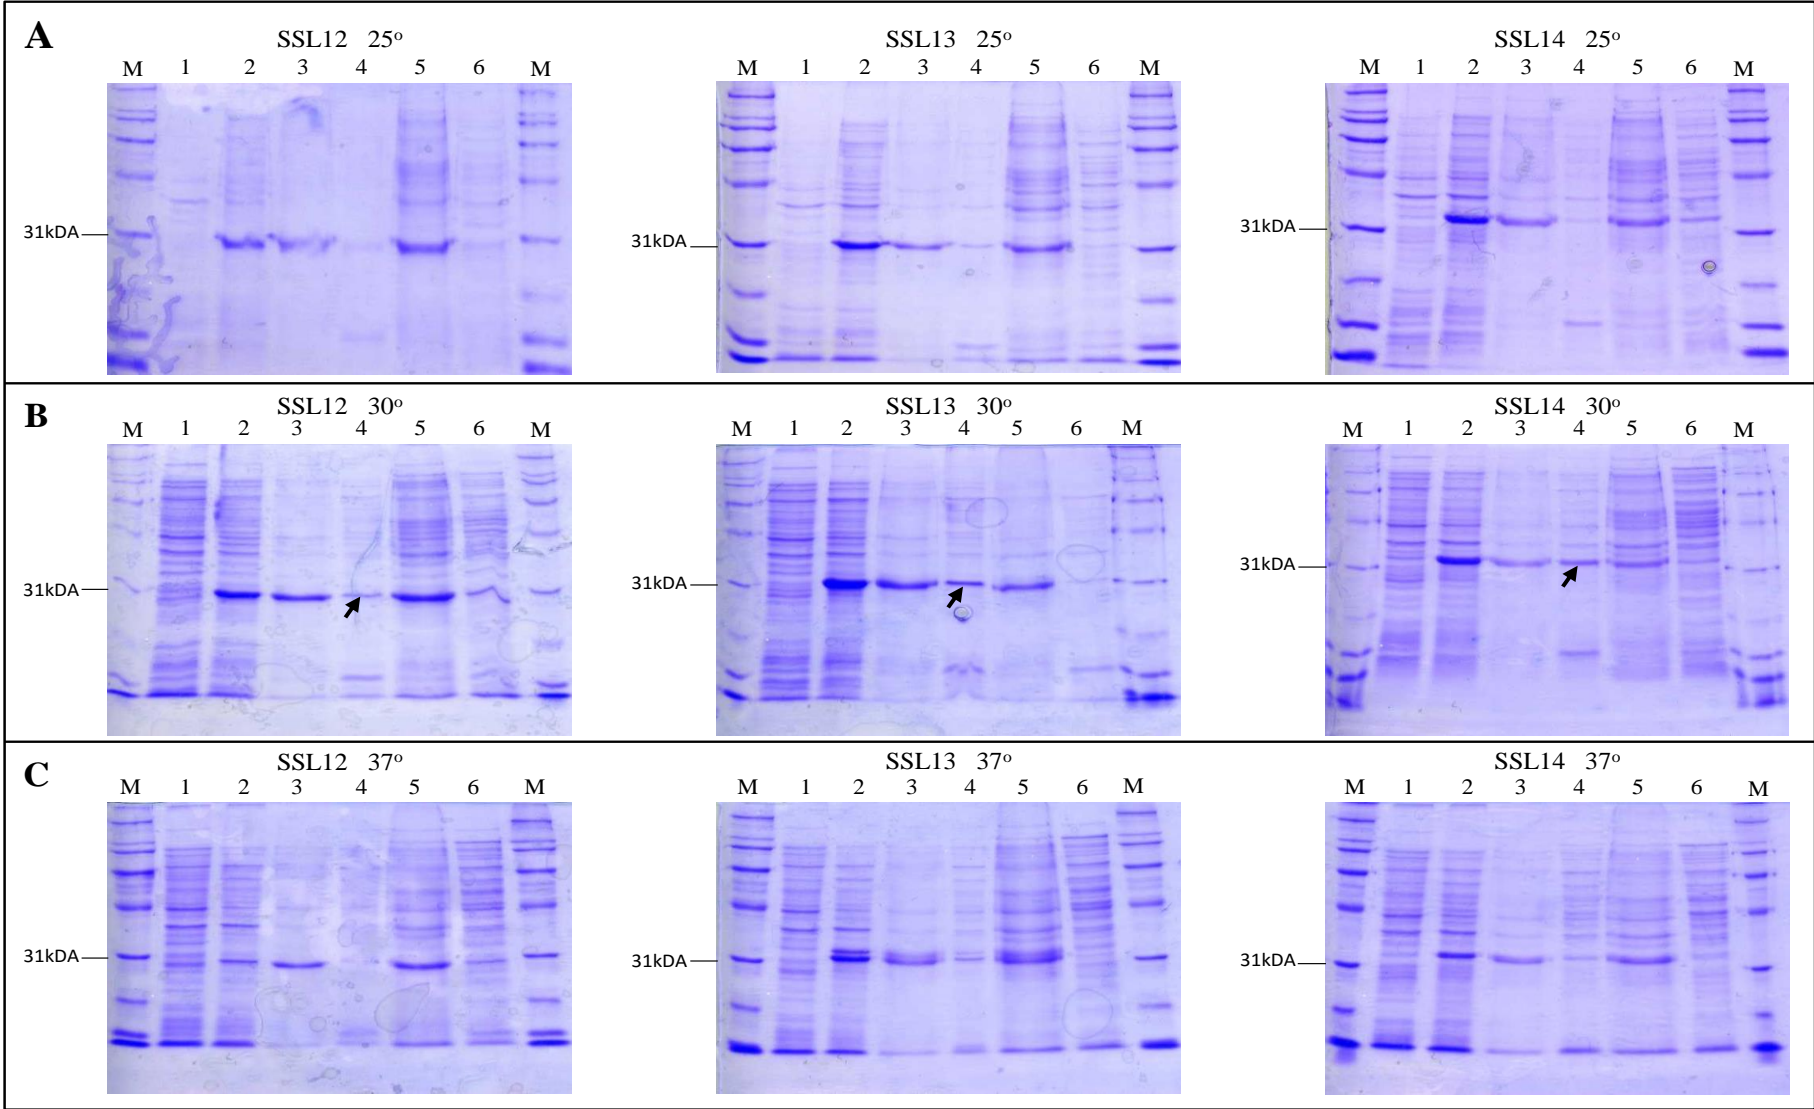 A
SSL12 25º
M 1 2 3 4 5 6 M
31kDA
SSL13 25º
M 1 2 3 4 5 6 M
31kDA
SSL14 25º
M 1 2 3 4 5 6 M
31kDA
B
SSL12 30º
M 1 2 3 4 5 6 M
31kDA
SSL13 30º
M 1 2 3 4 5 6 M
31kDA
SSL14 30º
M 1 2 3 4 5 6 M
31kDA
C
SSL12 37º
M 1 2 3 4 5 6 M
31kDA
SSL13 37º
M 1 2 3 4 5 6 M
31kDA
SSL14 37º
M 1 2 3 4 5 6 M
31kDA